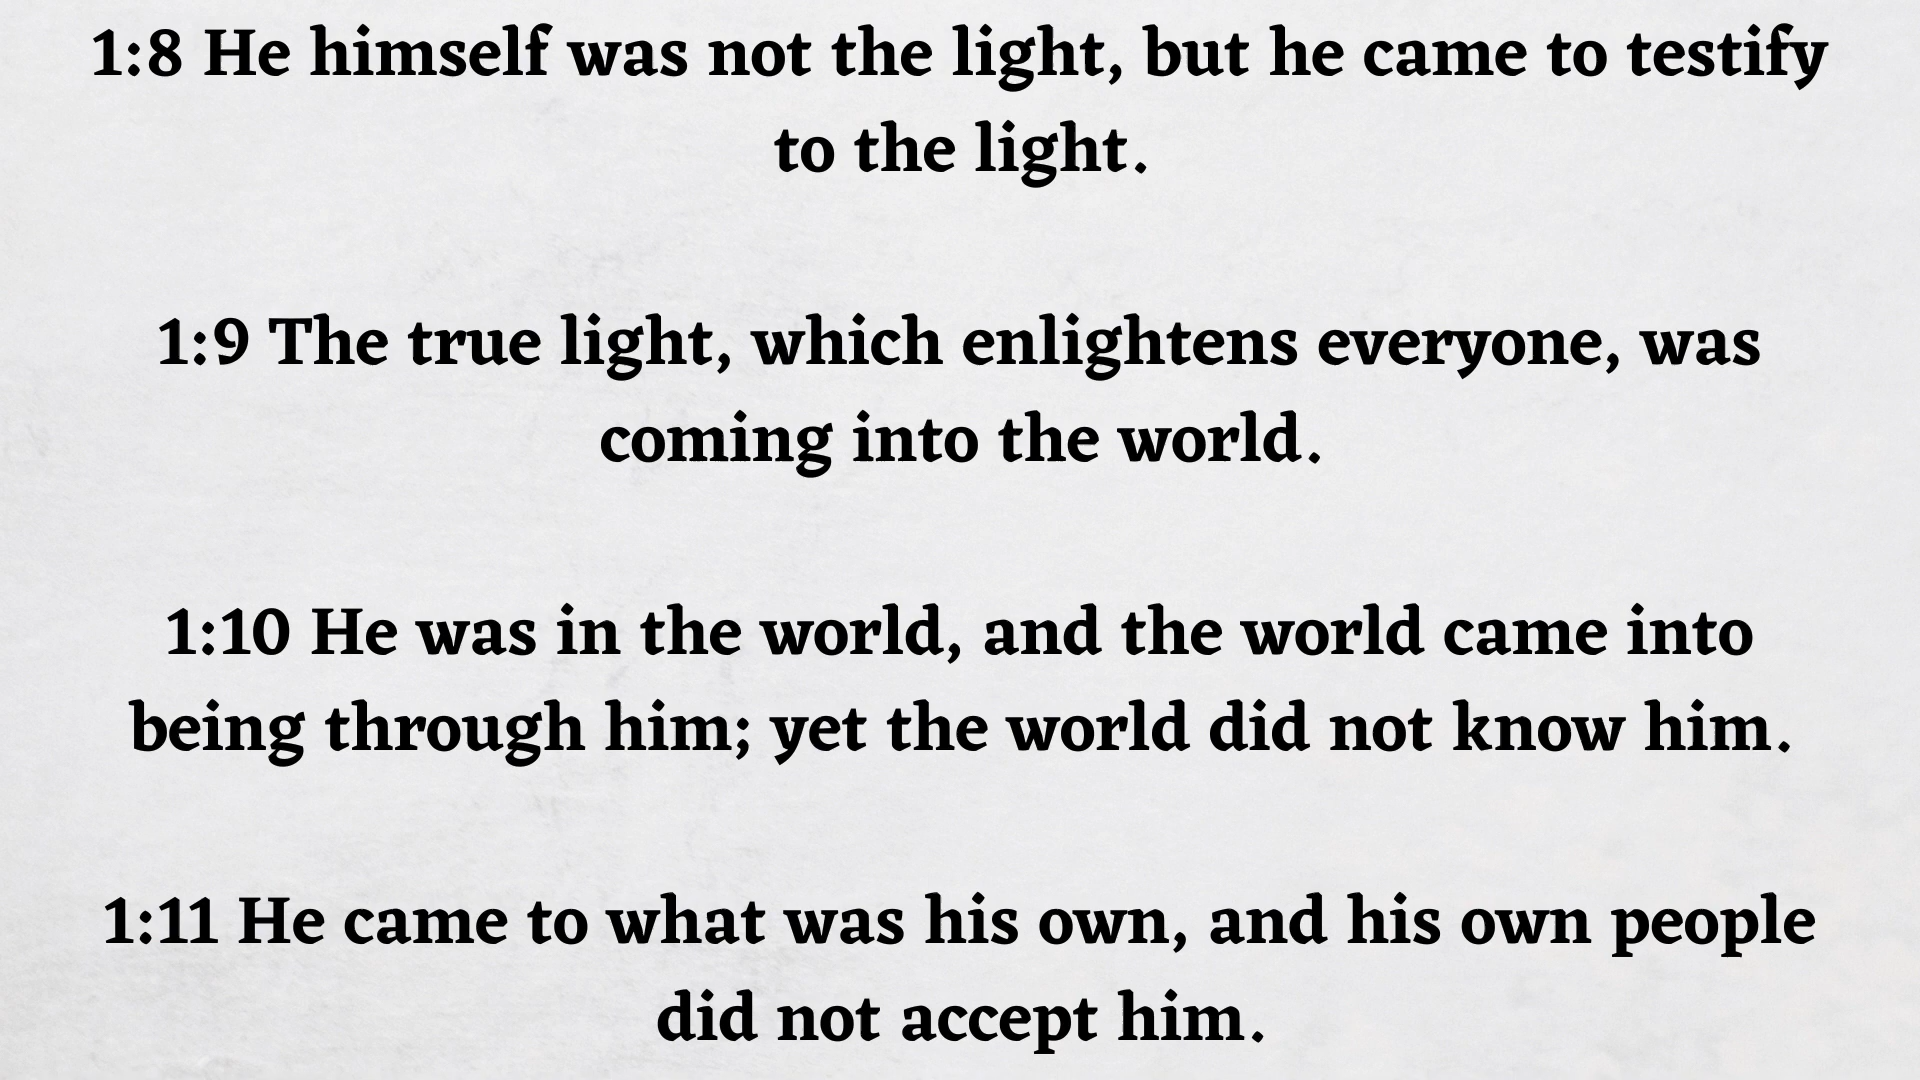 1:8 He himself was not the light, but he came to testify
to the light.
1:9 The true light, which enlightens everyone, was
coming into the world.
1:10 He was in the world, and the world came into
being through him; yet the world did not know him.
1:11 He came to what was his own, and his own people
did not accept him.